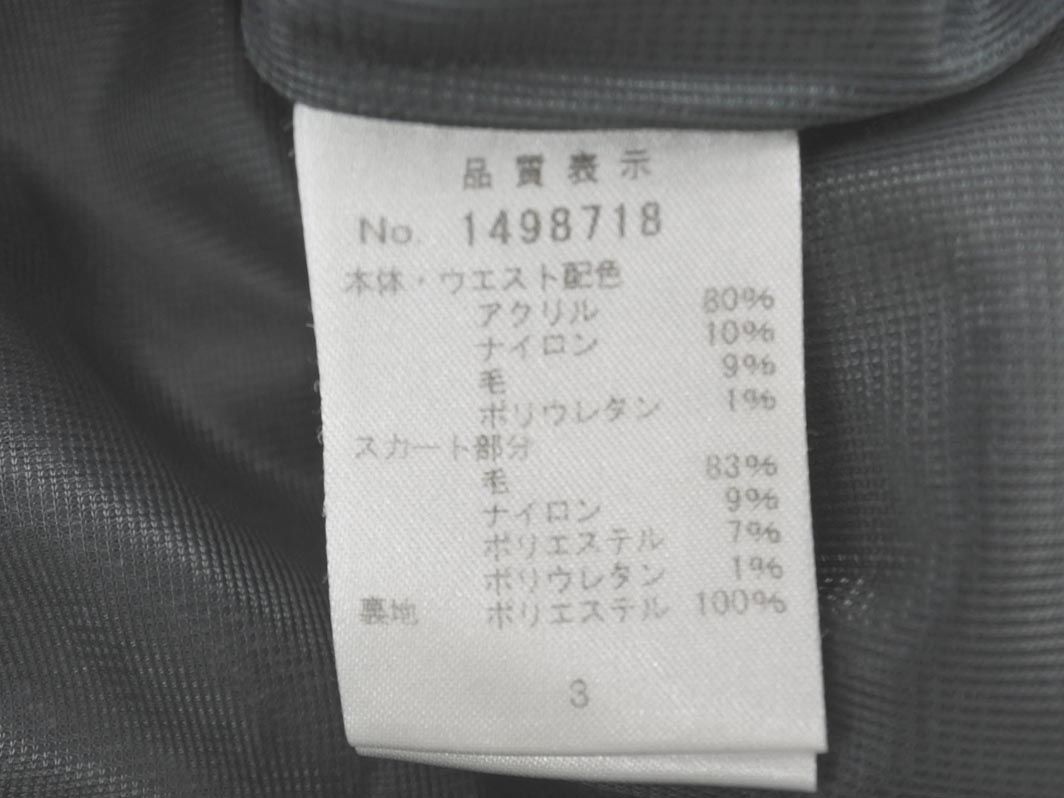 品質表示
No. 1498718
本体・ウエスト配色
アクリル 80%
ナイロン 10%
毛 9%
ポリウレタン 1%
スカート部分
毛 83%
ナイロン 9%
ポリエステル 7%
ポリウレタン 1%
裏地 ポリエステル 100%
3